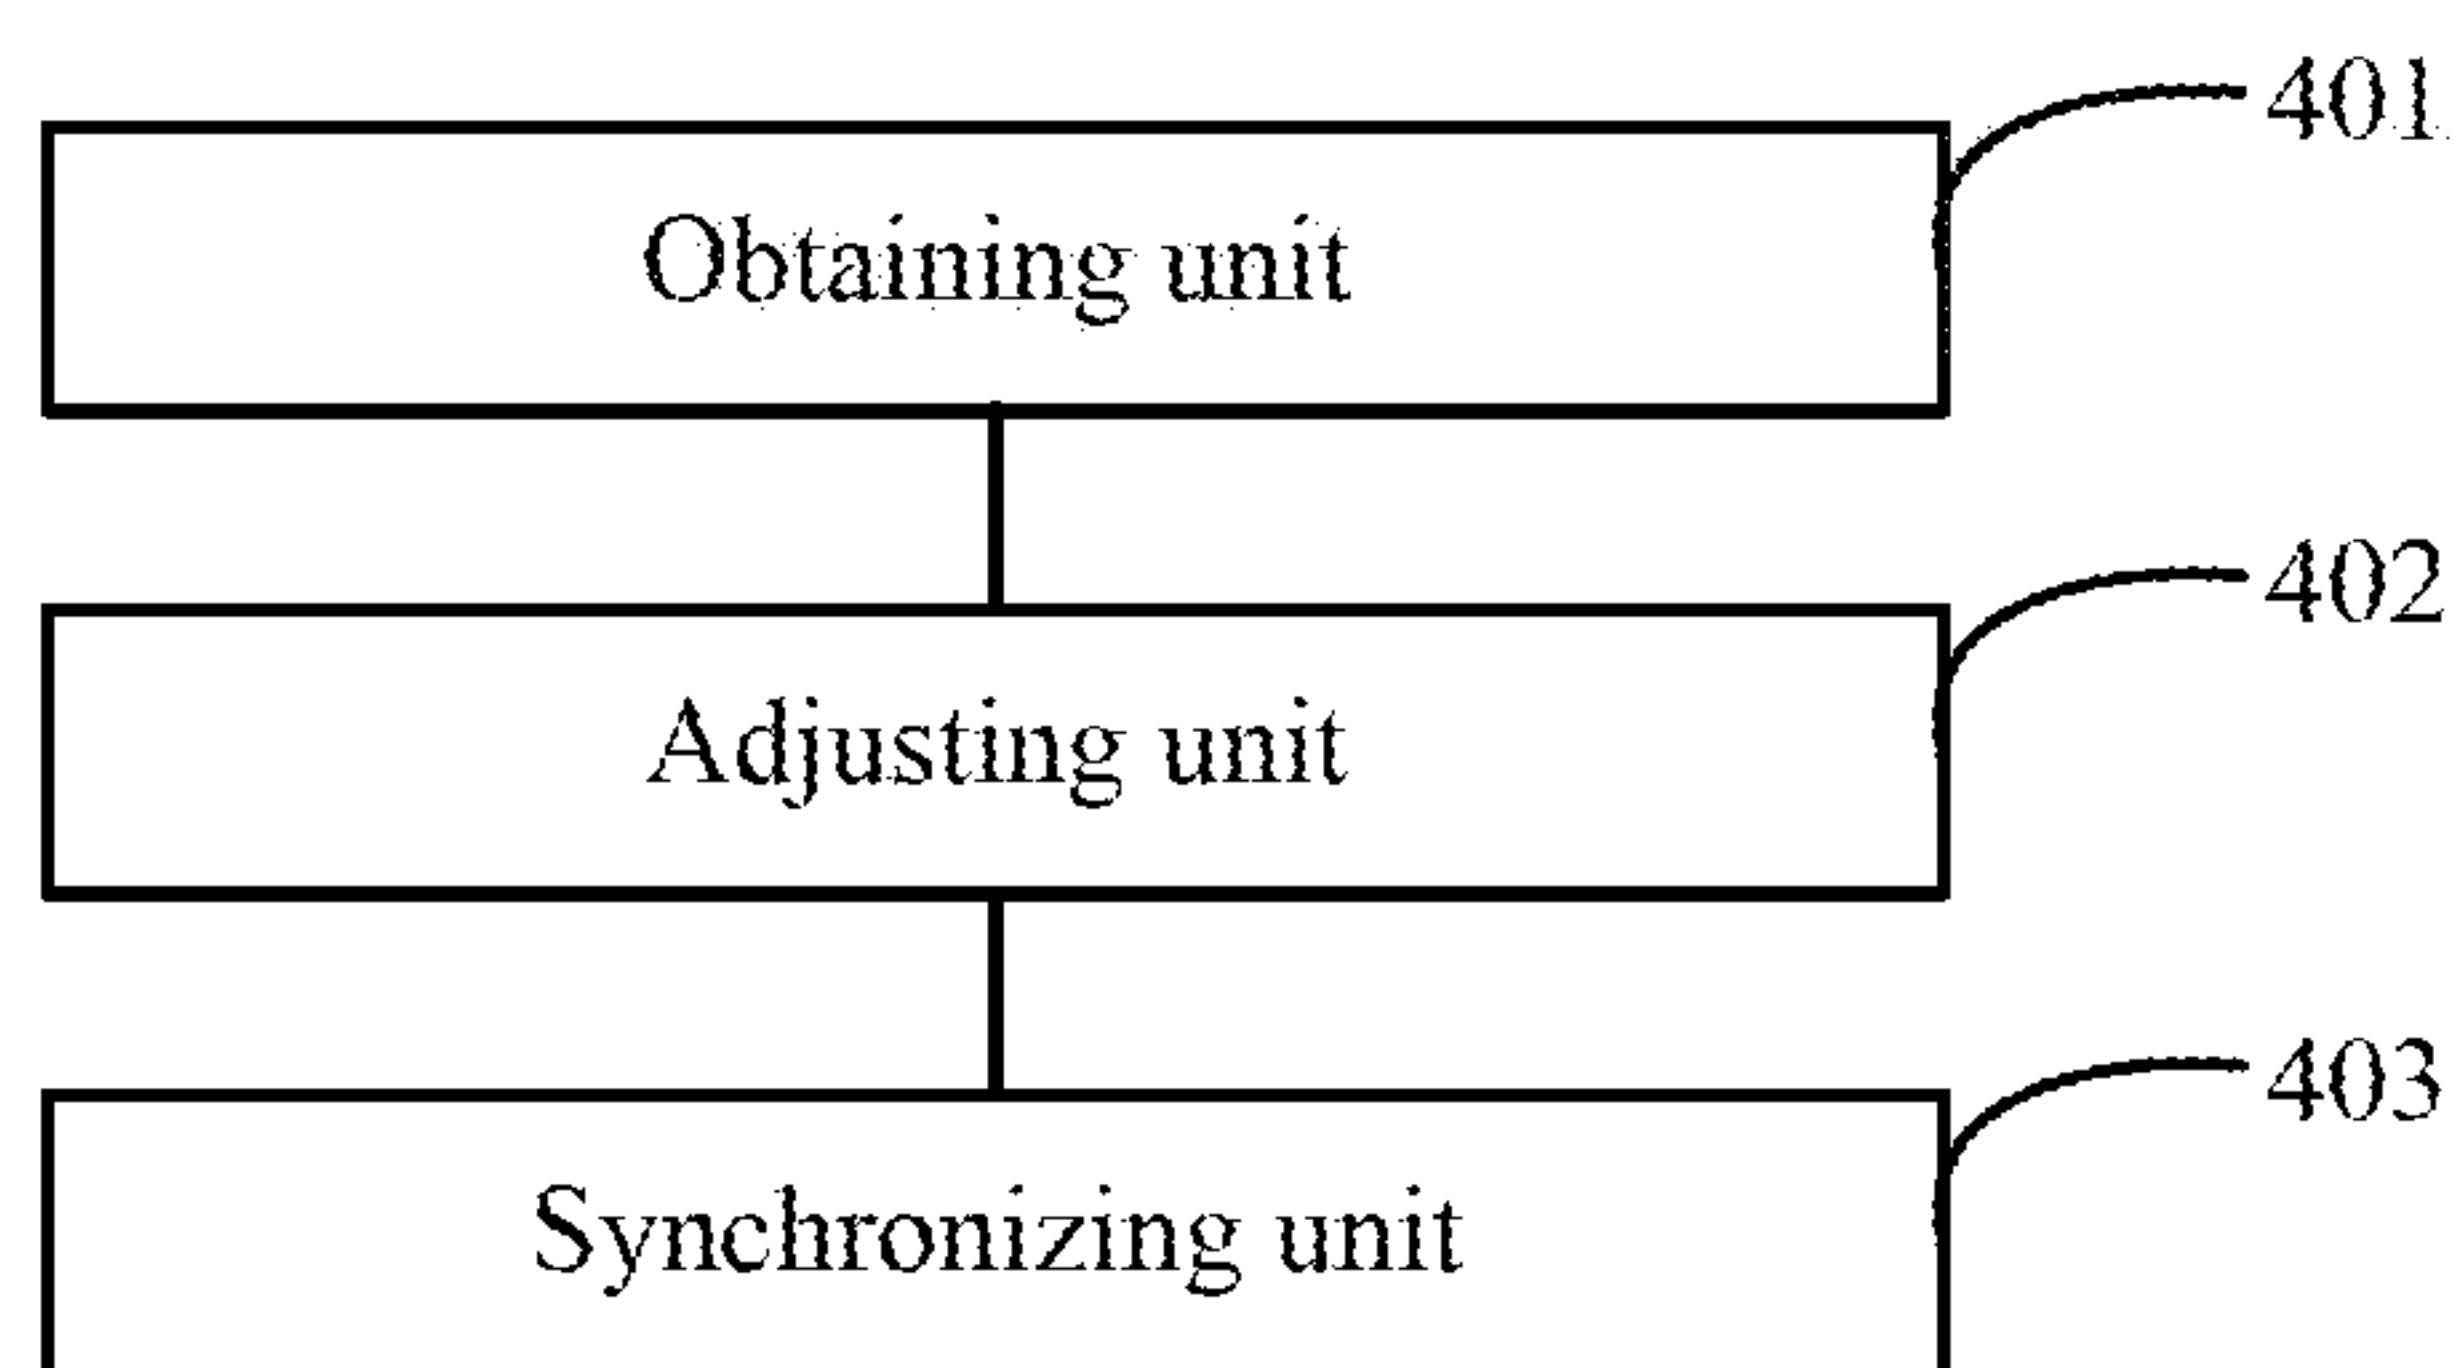 401
Obtaining unit
402
Adjusting unit
403
Synchronizing unit